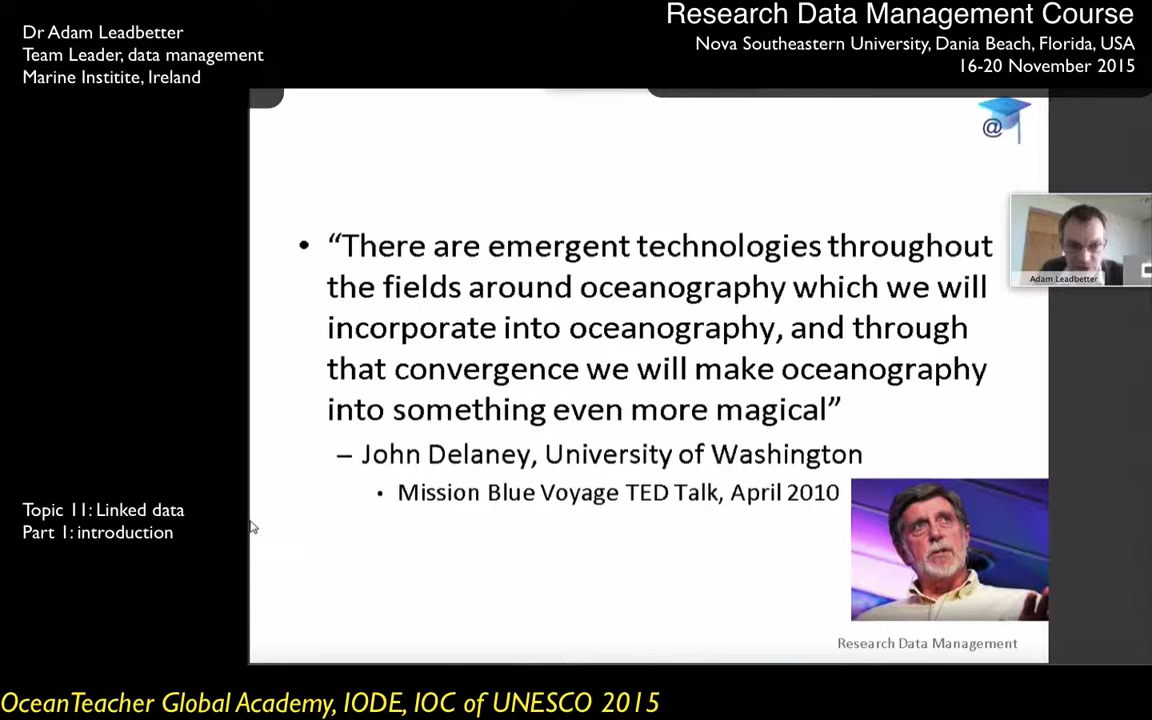 Dr Adam Leadbetter
Team Leader, data management
Marine Institite, Ireland
Research Data Management Course
Nova Southeastern University, Dania Beach, Florida, USA
16-20 November 2015
@
• “There are emergent technologies throughout
the fields around oceanography which we will
incorporate into oceanography, and through
that convergence we will make oceanography
into something even more magical”
– John Delaney, University of Washington
• Mission Blue Voyage TED Talk, April 2010
Adam Leadbetter
Topic 11: Linked data
Part 1: introduction
Research Data Management
OceanTeacher Global Academy, IODE, IOC of UNESCO 2015